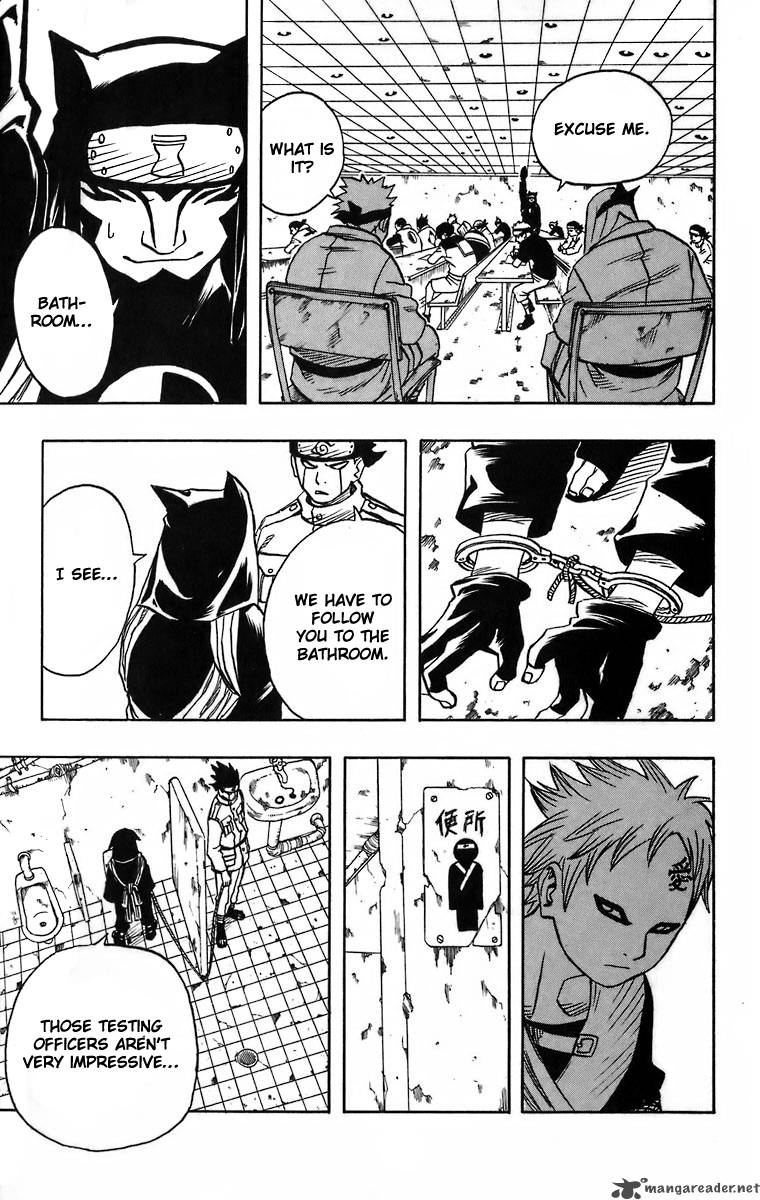 EXCUSE ME.
WHAT IS
IT?
BATH-
ROOM...
WE HAVE TO
FOLLOW
YOU TO THE
BATHROOM.
I SEE...
愛
便所
THOSE TESTING
OFFICERS AREN'T
VERY IMPRESSIVE...
mangareader.net